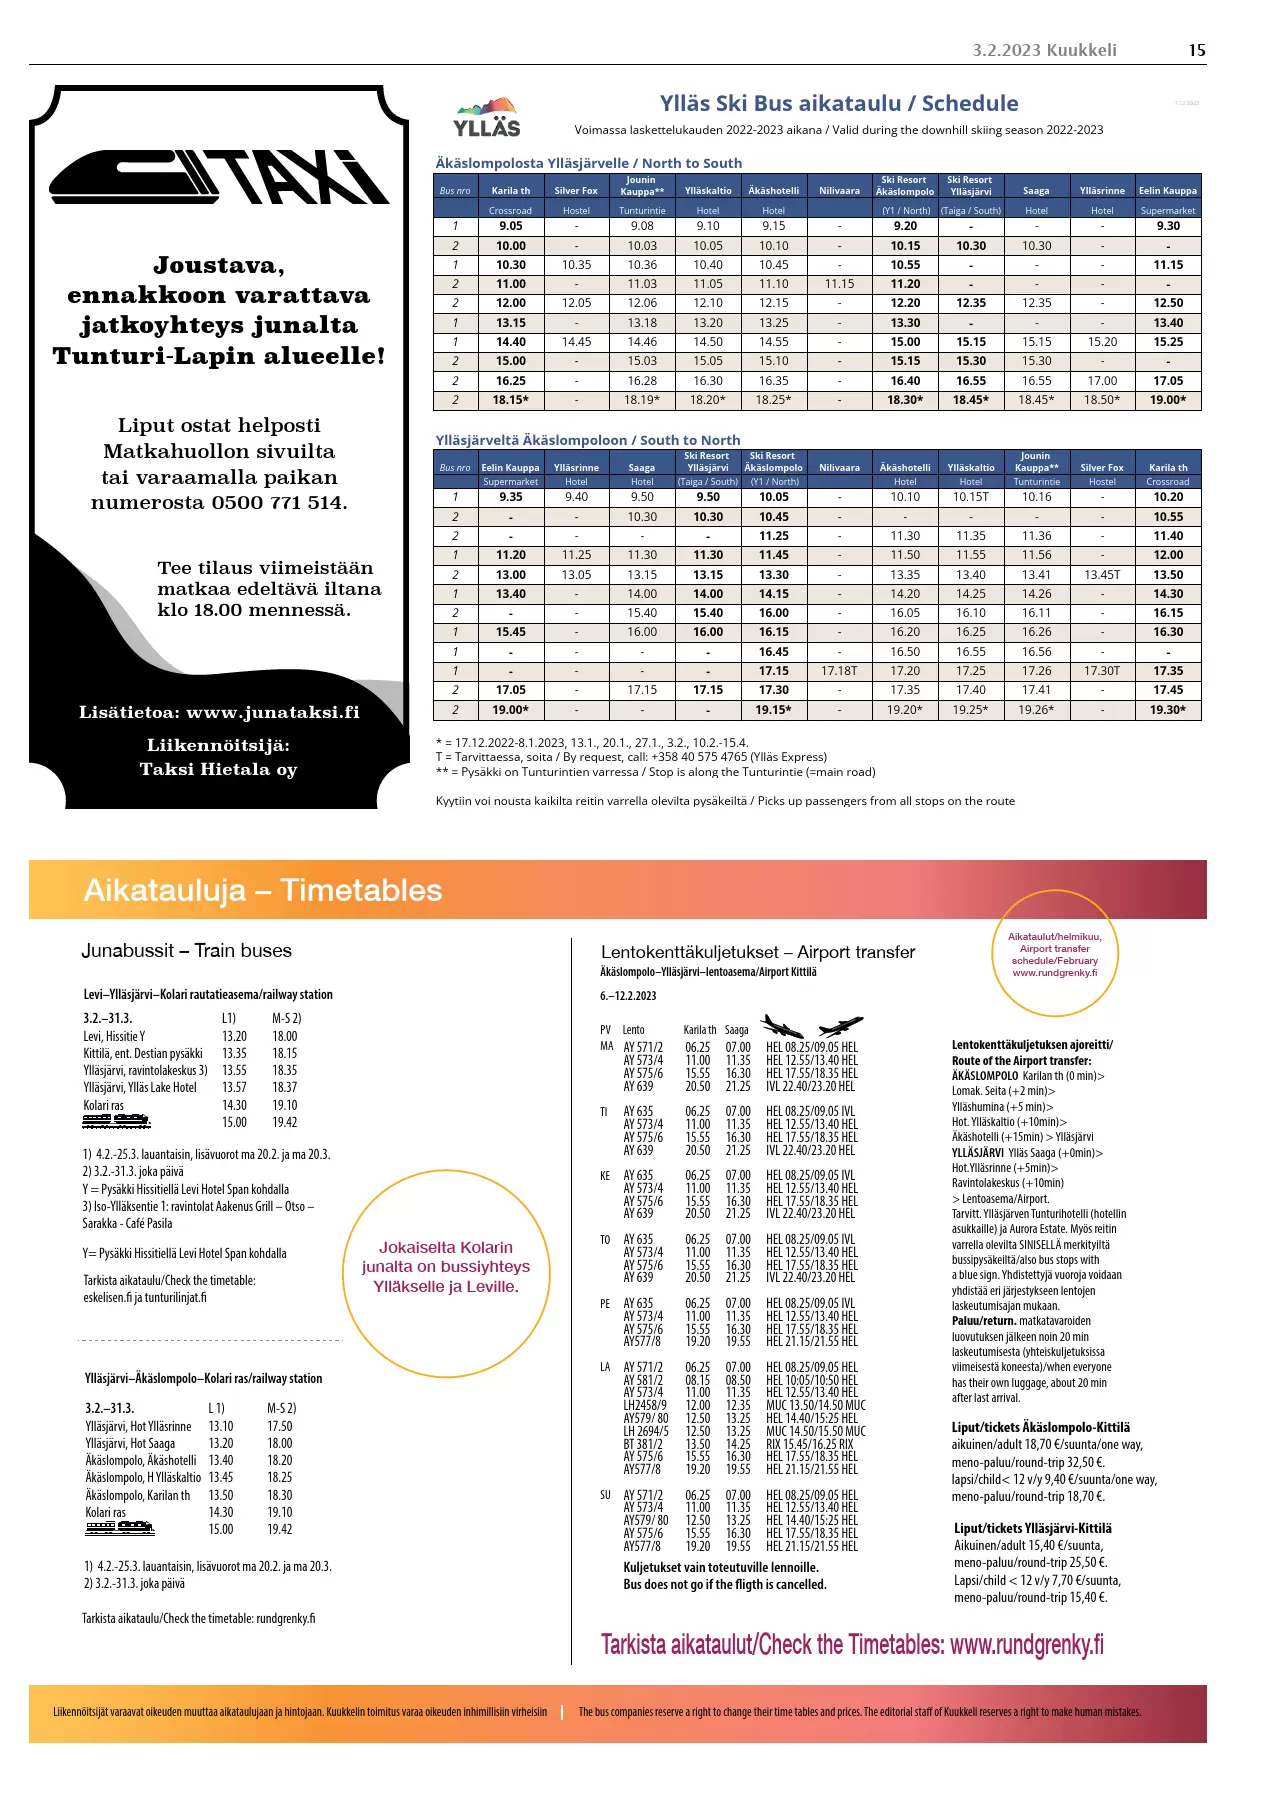 3.2.2023 Kuukkeli 15
CITAXI
Joustava,
ennakkoon varattava
jatkoyhteys junalta
Tunturi-Lapin alueelle!
Liput ostat helposti
Matkahuollon sivuilta
tai varaamalla paikan
numerosta 0500 771 514.
Tee tilaus viimeistään
matkaa edeltävä iltana
klo 18.00 mennessä.
Lisätietoa: www.junataksi.fi
Liikennöitsijä:
Taksi Hietala oy
YLLÄS
Ylläs Ski Bus aikataulu / Schedule
Voimassa laskettelukauden 2022-2023 aikana / Valid during the downhill skiing season 2022-2023
Äkäslompolosta Ylläsjärvelle / North to South
Bus nro Karila th Silver Fox Jounin Kauppa** Ylläskaltio Äkäshotelli Nilivaara Ski Resort Äkäslompolo Ski Resort Ylläsjärvi Saaga Ylläsrinne Eelin Kauppa
Crossroad Hostel Tunturintie Hotel Hotel (Y1 / North) (Taiga / South) Hotel Hotel Supermarket
1 9.05 - 9.08 9.10 9.15 - 9.20 - - - 9.30
2 10.00 - 10.03 10.05 10.10 - 10.15 10.30 10.30 - -
1 10.30 10.35 10.36 10.40 10.45 - 10.55 - - - 11.15
2 11.00 - 11.03 11.05 11.10 11.15 11.20 - - - -
2 12.00 12.05 12.06 12.10 12.15 - 12.20 12.35 12.35 - 12.50
1 13.15 - 13.18 13.20 13.25 - 13.30 - - - 13.40
1 14.40 14.45 14.46 14.50 14.55 - 15.00 15.15 15.15 15.20 15.25
2 15.00 - 15.03 15.05 15.10 - 15.15 15.30 15.30 - -
2 16.25 - 16.28 16.30 16.35 - 16.40 16.55 16.55 17.00 17.05
2 18.15* - 18.19* 18.20* 18.25* - 18.30* 18.45* 18.45* 18.50* 19.00*
Ylläsjärveltä Äkäslompoloon / South to North
Bus nro Eelin Kauppa Ylläsrinne Saaga Ski Resort Ylläsjärvi Ski Resort Äkäslompolo Nilivaara Äkäshotelli Ylläskaltio Jounin Kauppa** Silver Fox Karila th
Supermarket Hotel Hotel (Taiga / South) (Y1 / North) Hotel Hotel Tunturintie Hostel Crossroad
1 9.35 9.40 9.50 9.50 10.05 - 10.10 10.15T 10.16 - 10.20
2 - - 10.30 10.30 10.45 - - - - - 10.55
2 - - - - 11.25 - 11.30 11.35 11.36 - 11.40
1 11.20 11.25 11.30 11.30 11.45 - 11.50 11.55 11.56 - 12.00
2 13.00 13.05 13.15 13.15 13.30 - 13.35 13.40 13.41 13.45T 13.50
1 13.40 - 14.00 14.00 14.15 - 14.20 14.25 14.26 - 14.30
2 - - 15.40 15.40 16.00 - 16.05 16.10 16.11 - 16.15
1 15.45 - 16.00 16.00 16.15 - 16.20 16.25 16.26 - 16.30
1 - - - - 16.45 - 16.50 16.55 16.56 - -
1 - - - - 17.15 17.18T 17.20 17.25 17.26 17.30T 17.35
2 17.05 - 17.15 17.15 17.30 - 17.35 17.40 17.41 - 17.45
2 19.00* - - - 19.15* - 19.20* 19.25* 19.26* - 19.30*
* = 17.12.2022-8.1.2023, 13.1., 20.1., 27.1., 3.2., 10.2.-15.4.
T = Tarvittaessa, soita / By request, call: +358 40 575 4765 (Ylläs Express)
** = Pysäkki on Tunturintien varressa / Stop is along the Tunturintie (=main road)
Kyytiin voi nousta kaikilta reitin varrella olevilta pysäkeiltä / Picks up passengers from all stops on the route
Aikatauluja – Timetables
Junabussit – Train buses
Levi–Ylläsjärvi–Kolari rautatieasema/railway station
3.2.–31.3. L1) M-S 2)
Levi, Hissitie Y 13.20 18.00
Kittilä, ent. Destian pysäkki 13.35 18.15
Ylläsjärvi, ravintolakeskus 3) 13.55 18.35
Ylläsjärvi, Ylläs Lake Hotel 13.57 18.37
Kolari ras 14.30 19.10
15.00 19.42
1) 4.2.-25.3. lauantaisin, lisävuorot ma 20.2. ja ma 20.3.
2) 3.2.-31.3. joka päivä
Y = Pysäkki Hissitiellä Levi Hotel Span kohdalla
3) Iso-Ylläksentie 1: ravintolat Aakenus Grill – Otso –
Sarakka - Café Pasila
Y= Pysäkki Hissitiellä Levi Hotel Span kohdalla
Tarkista aikataulu/Check the timetable:
eskelisen.fi ja tunturilinjat.fi
Jokaiselta Kolarin
junalta on bussiyhteys
Ylläkselle ja Leville.
Ylläsjärvi–Äkäslompolo–Kolari ras/railway station
3.2.–31.3. L 1) M-S 2)
Ylläsjärvi, Hot Ylläsrinne 13.10 17.50
Ylläsjärvi, Hot Saaga 13.20 18.00
Äkäslompolo, Äkäshotelli 13.40 18.20
Äkäslompolo, H Ylläskaltio 13.45 18.25
Äkäslompolo, Karilan th 13.50 18.30
Kolari ras 14.30 19.10
15.00 19.42
1) 4.2.-25.3. lauantaisin, lisävuorot ma 20.2. ja ma 20.3.
2) 3.2.-31.3. joka päivä
Tarkista aikataulu/Check the timetable: rundgrenky.fi
Lentokenttäkuljetukset – Airport transfer
Äkäslompolo–Ylläsjärvi–lentoasema/Airport Kittilä
6.–12.2.2023
PV Lento Karila th Saaga
MA AY 571/2 06.25 07.00 HEL 08.25/09.05 HEL
AY 573/4 11.00 11.35 HEL 12.55/13.40 HEL
AY 575/6 15.55 16.30 HEL 17.55/18.35 HEL
AY 639 20.50 21.25 IVL 22.40/23.20 HEL
TI AY 635 06.25 07.00 HEL 08.25/09.05 IVL
AY 573/4 11.00 11.35 HEL 12.55/13.40 HEL
AY 575/6 15.55 16.30 HEL 17.55/18.35 HEL
AY 639 20.50 21.25 IVL 22.40/23.20 HEL
KE AY 635 06.25 07.00 HEL 08.25/09.05 IVL
AY 573/4 11.00 11.35 HEL 12.55/13.40 HEL
AY 575/6 15.55 16.30 HEL 17.55/18.35 HEL
AY 639 20.50 21.25 IVL 22.40/23.20 HEL
TO AY 635 06.25 07.00 HEL 08.25/09.05 IVL
AY 573/4 11.00 11.35 HEL 12.55/13.40 HEL
AY 575/6 15.55 16.30 HEL 17.55/18.35 HEL
AY 639 20.50 21.25 IVL 22.40/23.20 HEL
PE AY 635 06.25 07.00 HEL 08.25/09.05 IVL
AY 573/4 11.00 11.35 HEL 12.55/13.40 HEL
AY 575/6 15.55 16.30 HEL 17.55/18.35 HEL
AY577/8 19.20 19.55 HEL 21.15/21.55 HEL
LA AY 571/2 06.25 07.00 HEL 08.25/09.05 HEL
AY 581/2 08.15 08.50 HEL 10:05/10:50 HEL
AY 573/4 11.00 11.35 HEL 12.55/13.40 HEL
LH2458/9 12.00 12.35 MUC 13.50/14.50 MUC
AY579/ 80 12.50 13.25 HEL 14.40/15:25 HEL
LH 2694/5 12.50 13.25 MUC 14.50/15.50 MUC
BT 381/2 13.50 14.25 RIX 15.45/16.25 RIX
AY 575/6 15.55 16.30 HEL 17.55/18.35 HEL
AY577/8 19.20 19.55 HEL 21.15/21.55 HEL
SU AY 571/2 06.25 07.00 HEL 08.25/09.05 HEL
AY 573/4 11.00 11.35 HEL 12.55/13.40 HEL
AY579/ 80 12.50 13.25 HEL 14.40/15:25 HEL
AY 575/6 15.55 16.30 HEL 17.55/18.35 HEL
AY577/8 19.20 19.55 HEL 21.15/21.55 HEL
Kuljetukset vain toteutuville lennoille.
Bus does not go if the fligth is cancelled.
Aikataulut/helmikuu,
Airport transfer
schedule/February
www.rundgrenky.fi
Lentokenttäkuljetuksen ajoreitti/
Route of the Airport transfer:
ÄKÄSLOMPOLO Karilan th (0 min)>
Lomak. Seita (+2 min)>
Ylläshumina (+5 min)>
Hot. Ylläskaltio (+10min)>
Äkäshotelli (+15min) > Ylläsjärvi
YLLÄSJÄRVI Ylläs Saaga (+0min)>
Hot.Ylläsrinne (+5min)>
Ravintolakeskus (+10min)
> Lentoasema/Airport.
Tarvitt. Ylläsjärven Tunturihotelli (hotellin
asukkaille) ja Aurora Estate. Myös reitin
varrella olevilta SINISELLÄ merkityiltä
bussipysäkeiltä/also bus stops with
a blue sign. Yhdistettyjä vuoroja voidaan
yhdistää eri järjestykseen lentojen
laskeutumisajan mukaan.
Paluu/return. matkatavaroiden
luovutuksen jälkeen noin 20 min
laskeutumisesta (yhteiskuljetuksissa
viimeisestä koneesta)/when everyone
has their own luggage, about 20 min
after last arrival.
Liput/tickets Äkäslompolo-Kittilä
aikuinen/adult 18,70 €/suunta/one way,
meno-paluu/round-trip 32,50 €.
lapsi/child< 12 v/y 9,40 €/suunta/one way,
meno-paluu/round-trip 18,70 €.
Liput/tickets Ylläsjärvi-Kittilä
Aikuinen/adult 15,40 €/suunta,
meno-paluu/round-trip 25,50 €.
Lapsi/child < 12 v/y 7,70 €/suunta,
meno-paluu/round-trip 15,40 €.
Tarkista aikataulut/Check the Timetables: www.rundgrenky.fi
Liikennöitsijät varaavat oikeuden muuttaa aikataulujaan ja hintojaan. Kuukkelin toimitus varaa oikeuden inhimillisiin virheisiin
The bus companies reserve a right to change their time tables and prices. The editorial staff of Kuukkeli reserves a right to make human mistakes.